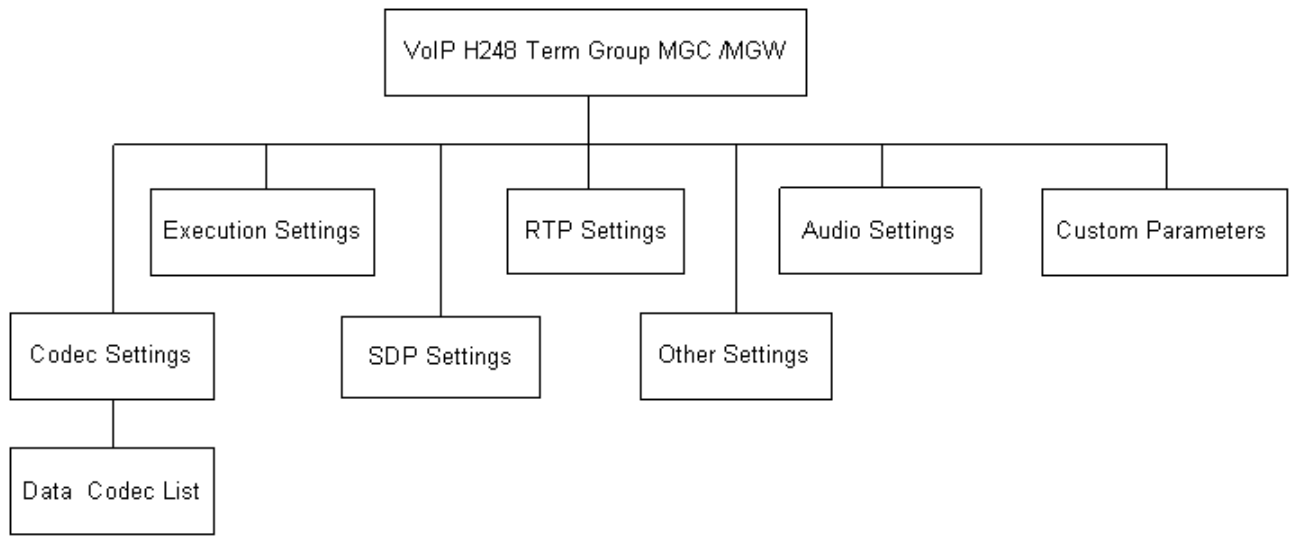 VoIP H248 Term Group MGC /MGW
Execution Settings
RTP Settings
Audio Settings
Custom Parameters
Codec Settings
SDP Settings
Other Settings
Data Codec List